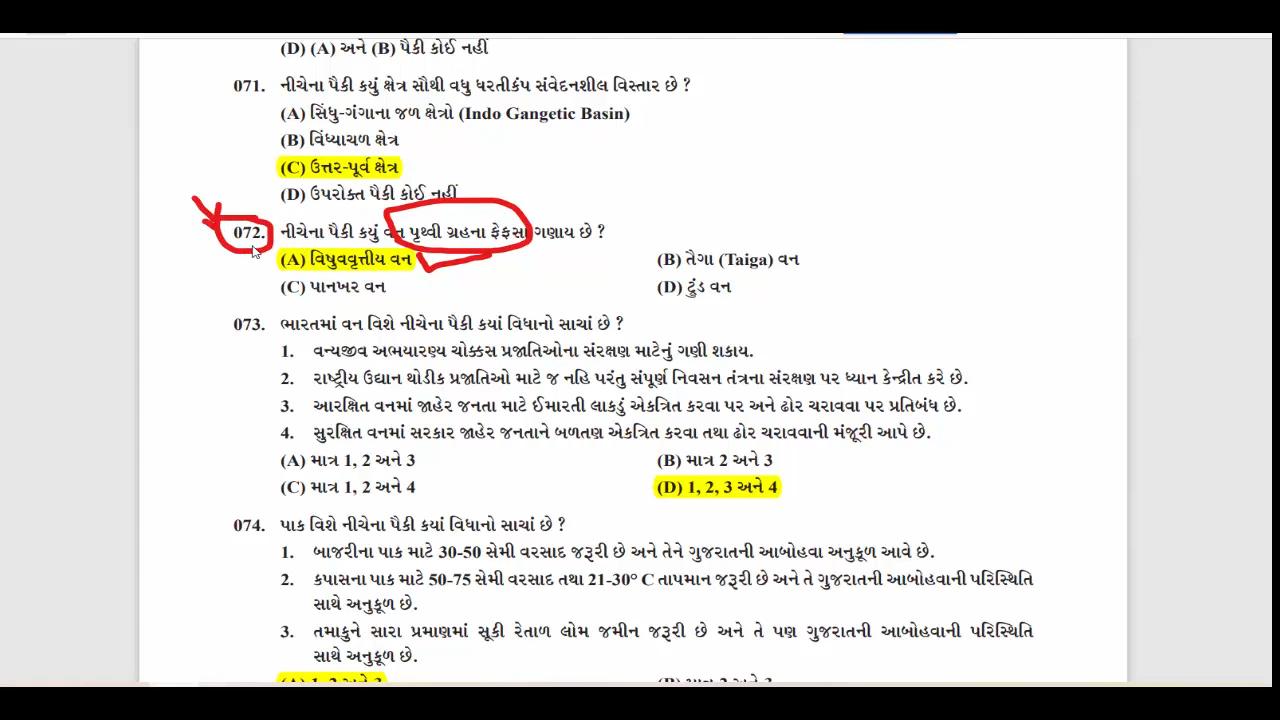 (D) (A) અને (B) પૈકી કોઈ નહીં
071. નીચેના પૈકી કયું ક્ષેત્ર સૌથી વધુ ધરતીકંપ સંવેદનશીલ વિસ્તાર છે ?
(A) સિંધુ-ગંગાના જળ ક્ષેત્રો (Indo Gangetic Basin)
(B) વિંધ્યાચળ ક્ષેત્ર
(C) ઉત્તર-પૂર્વ ક્ષેત્ર
(D) ઉપરોક્ત પૈકી કોઈ નહીં
072. નીચેના પૈકી કયું વન પૃથ્વી ગ્રહના ફેફસા ગણાય છે ?
(A) વિષુવવૃત્તીય વન (B) તૈગા (Taiga) વન
(C) પાનખર વન (D) ટુંડ્ર વન
073. ભારતમાં વન વિશે નીચેના પૈકી કયાં વિધાનો સાચાં છે ?
1. વન્યજીવ અભયારણ્ય ચોક્કસ પ્રજાતિઓના સંરક્ષણ માટેનું ગણી શકાય.
2. રાષ્ટ્રીય ઉદ્યાન થોડીક પ્રજાતિઓ માટે જ નહિ પરંતુ સંપૂર્ણ નિવસન તંત્રના સંરક્ષણ પર ધ્યાન કેન્દ્રીત કરે છે.
3. આરક્ષિત વનમાં જાહેર જનતા માટે ઈમારતી લાકડું એકત્રિત કરવા પર અને ઢોર ચરાવવા પર પ્રતિબંધ છે.
4. સુરક્ષિત વનમાં સરકાર જાહેર જનતાને બળતણ એકત્રિત કરવા તથા ઢોર ચરાવવાની મંજૂરી આપે છે.
(A) માત્ર 1, 2 અને 3 (B) માત્ર 2 અને 3
(C) માત્ર 1, 2 અને 4 (D) 1, 2, 3 અને 4
074. પાક વિશે નીચેના પૈકી કયાં વિધાનો સાચાં છે ?
1. બાજરીના પાક માટે 30-50 સેમી વરસાદ જરૂરી છે અને તેને ગુજરાતની આબોહવા અનુકૂળ આવે છે.
2. કપાસના પાક માટે 50-75 સેમી વરસાદ તથા 21-30° C તાપમાન જરૂરી છે અને તે ગુજરાતની આબોહવાની પરિસ્થિતિ
સાથે અનુકૂળ છે.
3. તમાકુને સારા પ્રમાણમાં સૂકી રેતાળ લોમ જમીન જરૂરી છે અને તે પણ ગુજરાતની આબોહવાની પરિસ્થિતિ
સાથે અનુકૂળ છે.
(A) 1, 2 અને 3 (B) માત્ર 2 અને 3